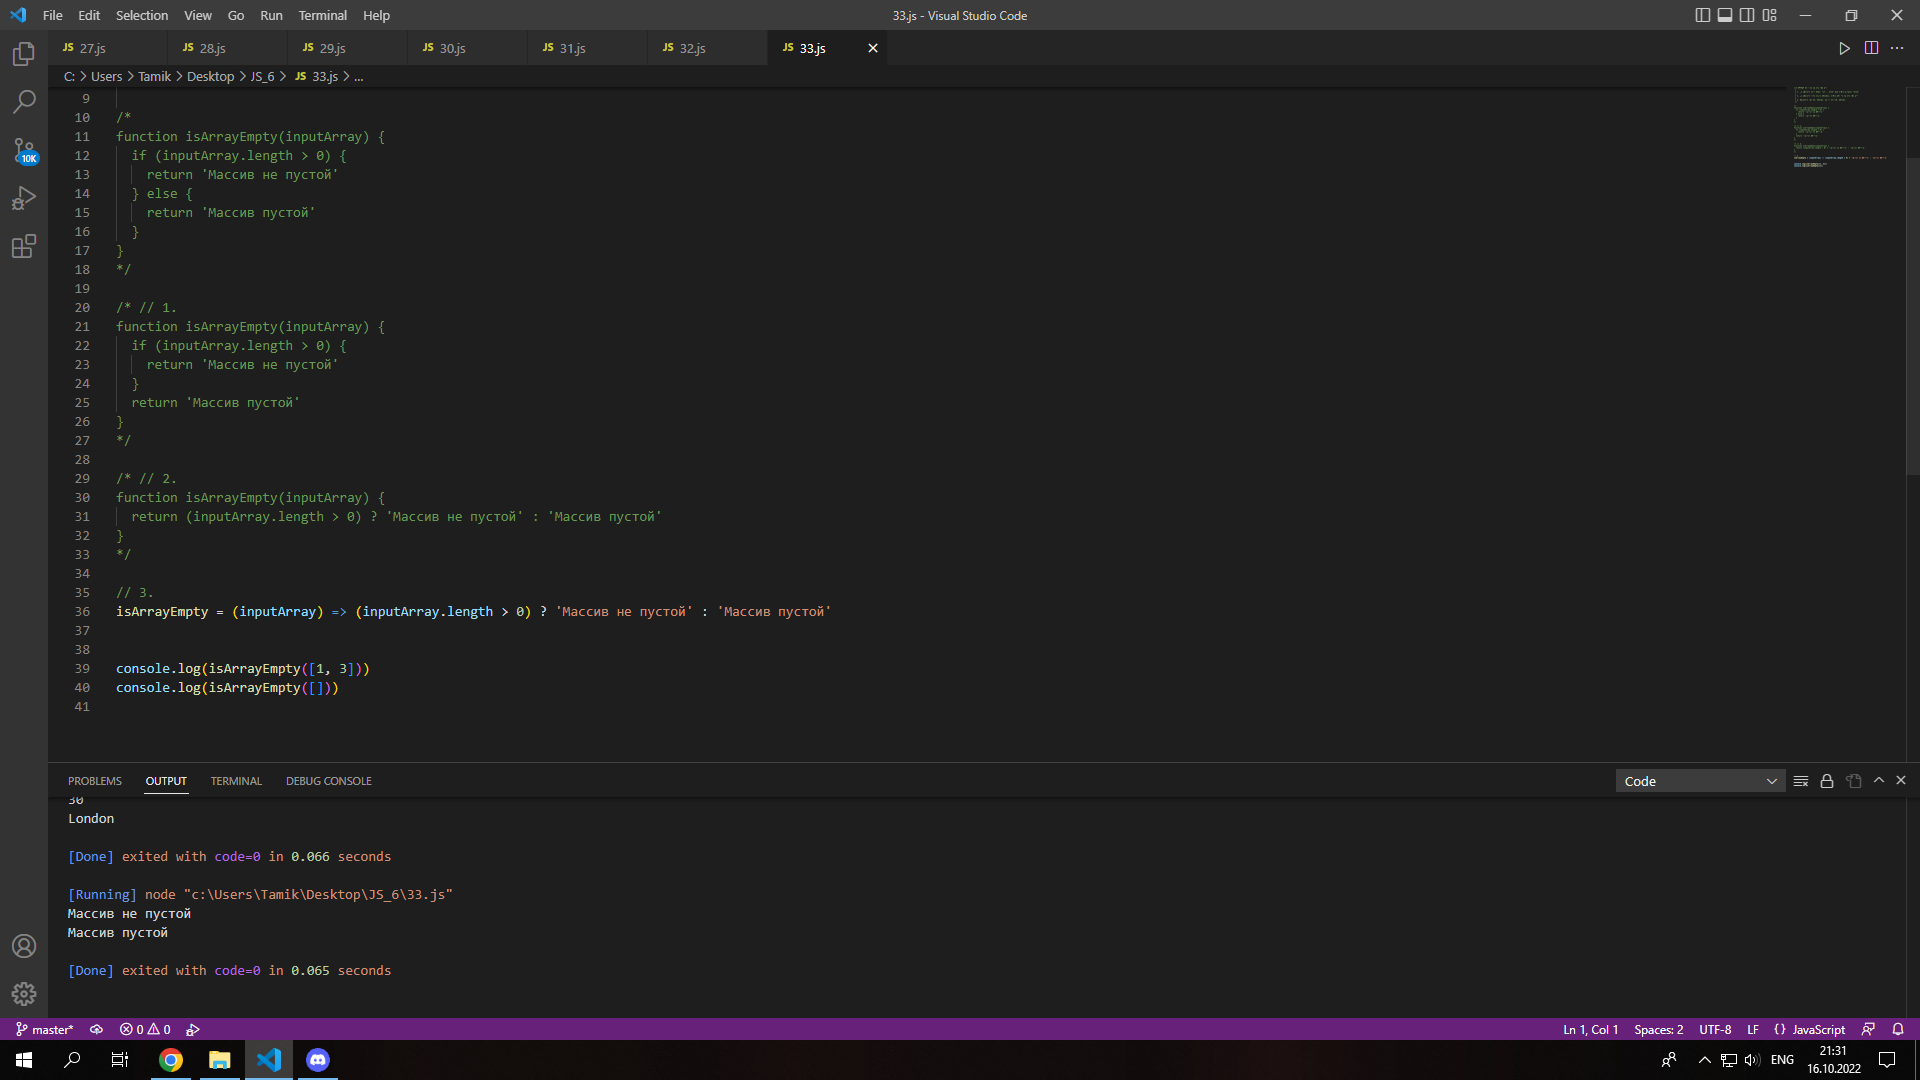 File Edit Selection View Go Run Terminal Help
33.js - Visual Studio Code
JS 27.js JS 28.js JS 29.js JS 30.js JS 31.js JS 32.js JS 33.js
C: > Users > Tamik > Desktop > JS_6 > JS 33.js > ...
9
10 /*
11 function isArrayEmpty(inputArray) {
12 if (inputArray.length > 0) {
13 return 'Массив не пустой'
14 } else {
15 return 'Массив пустой'
16 }
17 }
18 */
19
20 /* // 1.
21 function isArrayEmpty(inputArray) {
22 if (inputArray.length > 0) {
23 return 'Массив не пустой'
24 }
25 return 'Массив пустой'
26 }
27 */
28
29 /* // 2.
30 function isArrayEmpty(inputArray) {
31 return (inputArray.length > 0) ? 'Массив не пустой' : 'Массив пустой'
32 }
33 */
34
35 // 3.
36 isArrayEmpty = (inputArray) => (inputArray.length > 0) ? 'Массив не пустой' : 'Массив пустой'
37
38
39 console.log(isArrayEmpty([1, 3]))
40 console.log(isArrayEmpty([]))
41
10K
PROBLEMS OUTPUT TERMINAL DEBUG CONSOLE
Code
30
London
[Done] exited with code=0 in 0.066 seconds
[Running] node "c:\Users\Tamik\Desktop\JS_6\33.js"
Массив не пустой
Массив пустой
[Done] exited with code=0 in 0.065 seconds
master* 0 0
Ln 1, Col 1 Spaces: 2 UTF-8 LF {} JavaScript
ENG
21:31
16.10.2022